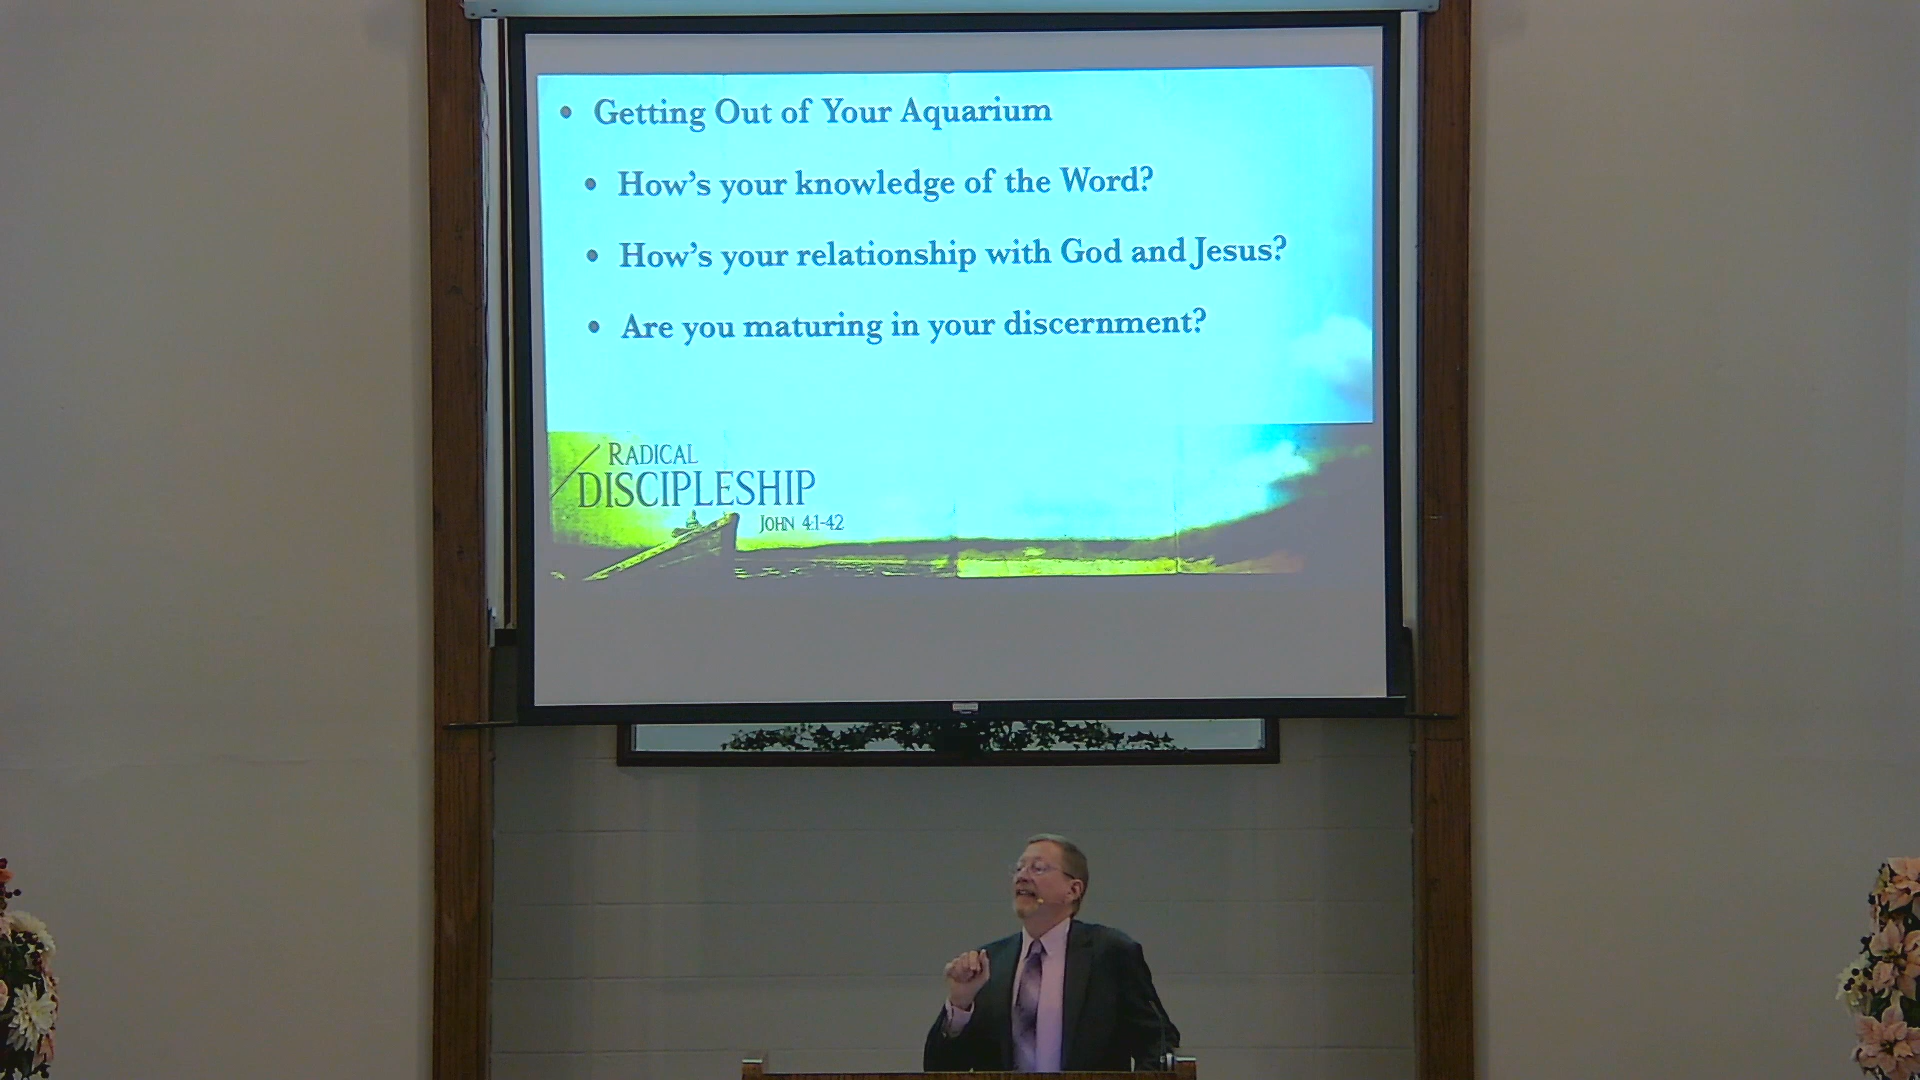 • Getting Out of Your Aquarium
• How's your knowledge of the Word?
• How's your relationship with God and Jesus?
• Are you maturing in your discernment?
RADICAL
DISCIPLESHIP
JOHN 4:1-42